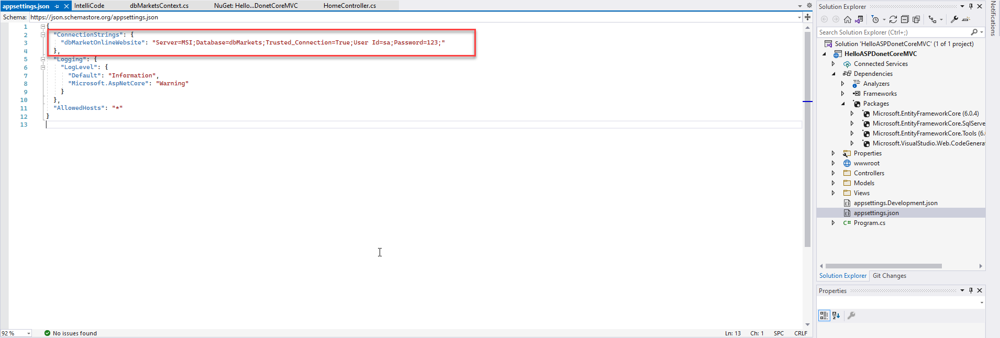 appsettings.json
IntelliCode
dbMarketsContext.cs
NuGet: Hello...DonetCoreMVC
HomeController.cs
Schema: https://json.schemastore.org/appsettings.json
1 {
2 "ConnectionStrings": {
3 "dbMarketOnlineWebsite": "Server=MSI;Database=dbMarkets;Trusted_Connection=True;User Id=sa;Password=123;"
4 },
5 "Logging": {
6 "LogLevel": {
7 "Default": "Information",
8 "Microsoft.AspNetCore": "Warning"
9 }
10 },
11 "AllowedHosts": "*"
12 }
13
92 %
No issues found
Ln: 13 Ch: 1 SPC CRLF
Solution Explorer
Search Solution Explorer (Ctrl+;)
Solution 'HelloASPDonetCoreMVC' (1 of 1 project)
HelloASPDonetCoreMVC
Connected Services
Dependencies
Analyzers
Frameworks
Packages
Microsoft.EntityFrameworkCore (6.0.4)
Microsoft.EntityFrameworkCore.SqlServe
Microsoft.EntityFrameworkCore.Tools (6.
Microsoft.VisualStudio.Web.CodeGenera
Properties
wwwroot
Controllers
Models
Views
appsettings.Development.json
appsettings.json
C# Program.cs
Solution Explorer
Git Changes
Properties
Notifications